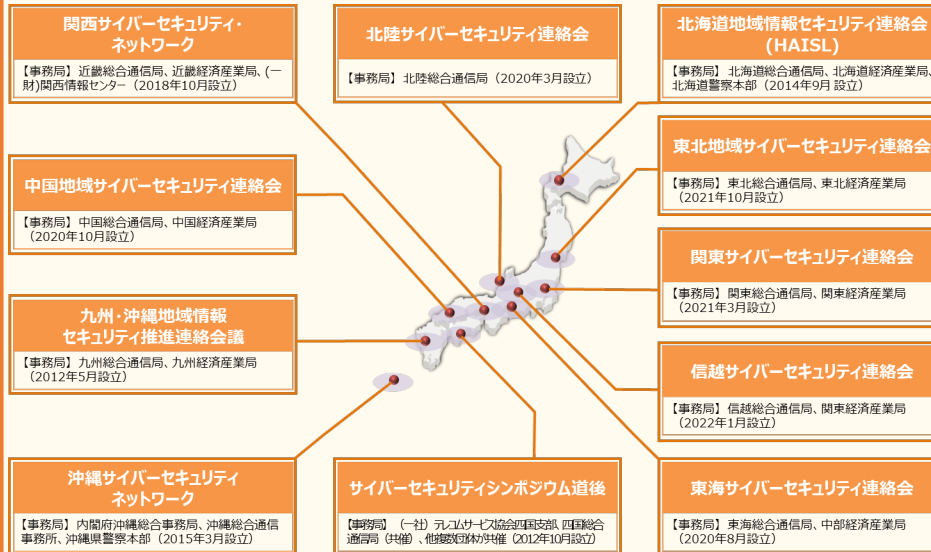 関西サイバーセキュリティ・
ネットワーク
【事務局】近畿総合通信局、近畿経済産業局、(一
財)関西情報センター（2018年10月設立）
北陸サイバーセキュリティ連絡会
【事務局】北陸総合通信局（2020年3月設立）
北海道地域情報セキュリティ連絡会
(HAISL)
【事務局】北海道総合通信局、北海道経済産業局、
北海道警察本部（2014年9月 設立）
東北地域サイバーセキュリティ連絡会
【事務局】東北総合通信局、東北経済産業局
（2021年10月設立）
中国地域サイバーセキュリティ連絡会
【事務局】中国総合通信局、中国経済産業局
（2020年10月設立）
関東サイバーセキュリティ連絡会
【事務局】関東総合通信局、関東経済産業局
（2021年3月設立）
九州・沖縄地域情報
セキュリティ推進連絡会議
【事務局】九州総合通信局、九州経済産業局
（2012年5月設立）
信越サイバーセキュリティ連絡会
【事務局】信越総合通信局、関東経済産業局
（2022年1月設立）
沖縄サイバーセキュリティ
ネットワーク
【事務局】内閣府沖縄総合事務局、沖縄総合通信
事務所、沖縄県警察本部（2015年3月設立）
サイバーセキュリティシンポジウム道後
【事務局】（一社）テレコムサービス協会四国支部、四国総合
通信局（共催）、他複数団体が共催（2012年10月設立）
東海サイバーセキュリティ連絡会
【事務局】東海総合通信局、中部経済産業局
（2020年8月設立）